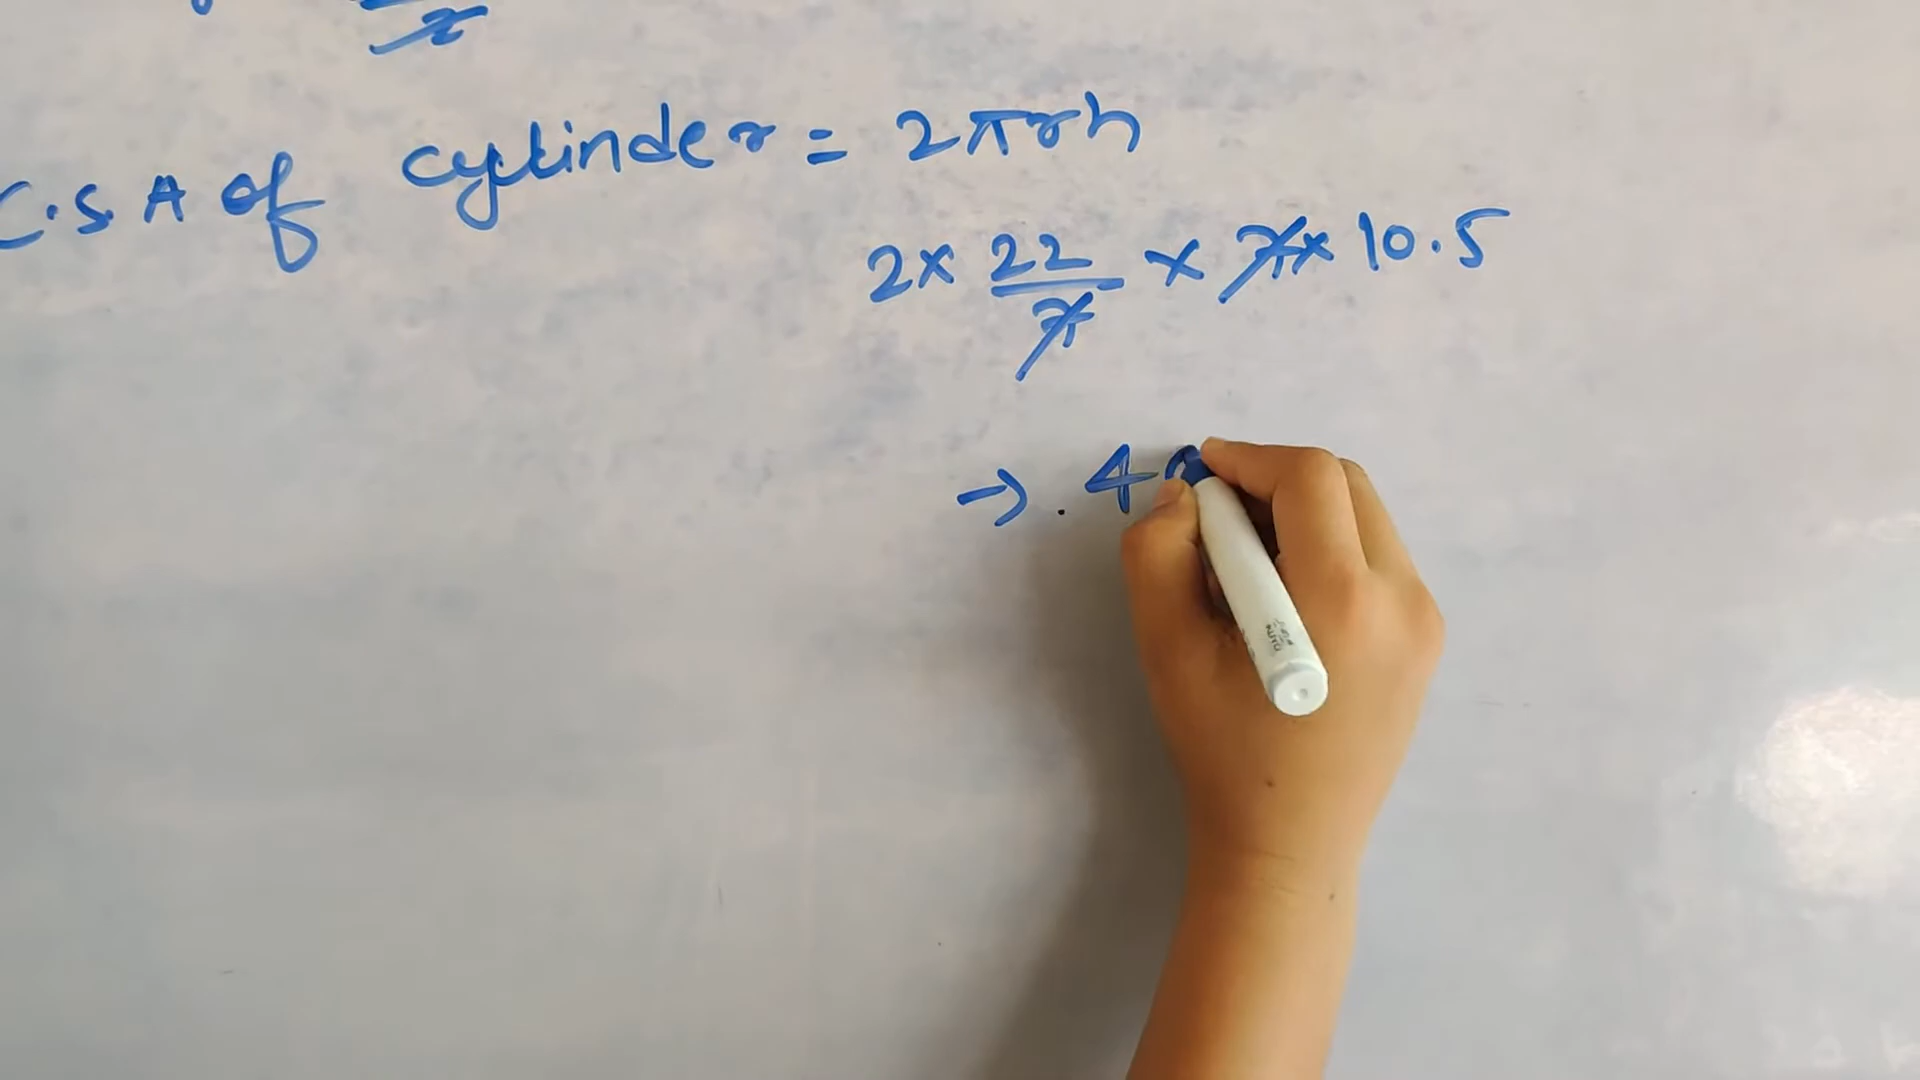 C.S.A of cylinder = 2πrh
2 × 22/7 × 7 × 10.5
→ 4